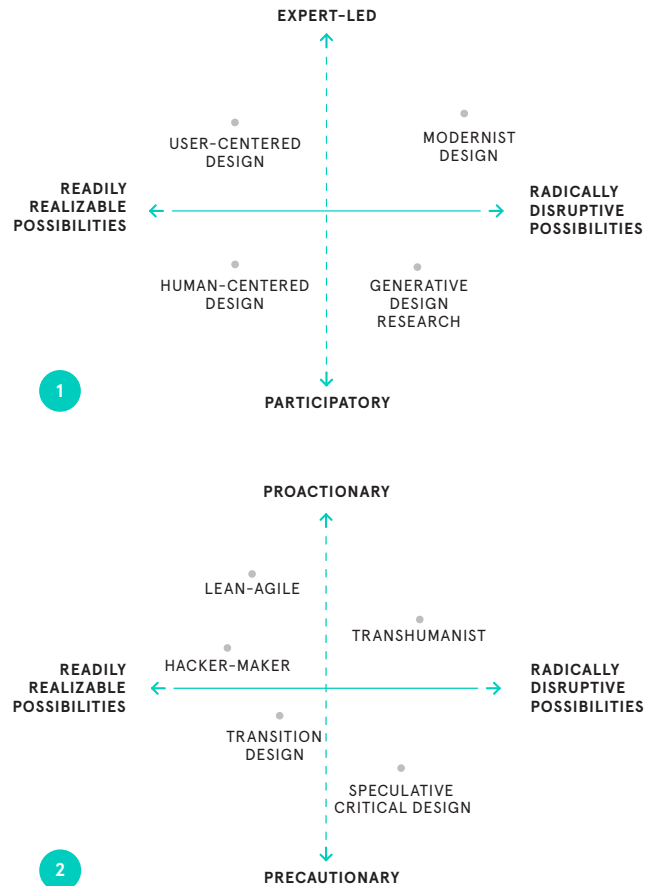 EXPERT-LED
USER-CENTERED
DESIGN
MODERNIST
DESIGN
READILY
REALIZABLE
POSSIBILITIES
RADICALLY
DISRUPTIVE
POSSIBILITIES
HUMAN-CENTERED
DESIGN
GENERATIVE
DESIGN
RESEARCH
1
PARTICIPATORY
PROACTIONARY
LEAN-AGILE
TRANSHUMANIST
HACKER-MAKER
READILY
REALIZABLE
POSSIBILITIES
RADICALLY
DISRUPTIVE
POSSIBILITIES
TRANSITION
DESIGN
SPECULATIVE
CRITICAL DESIGN
2
PRECAUTIONARY